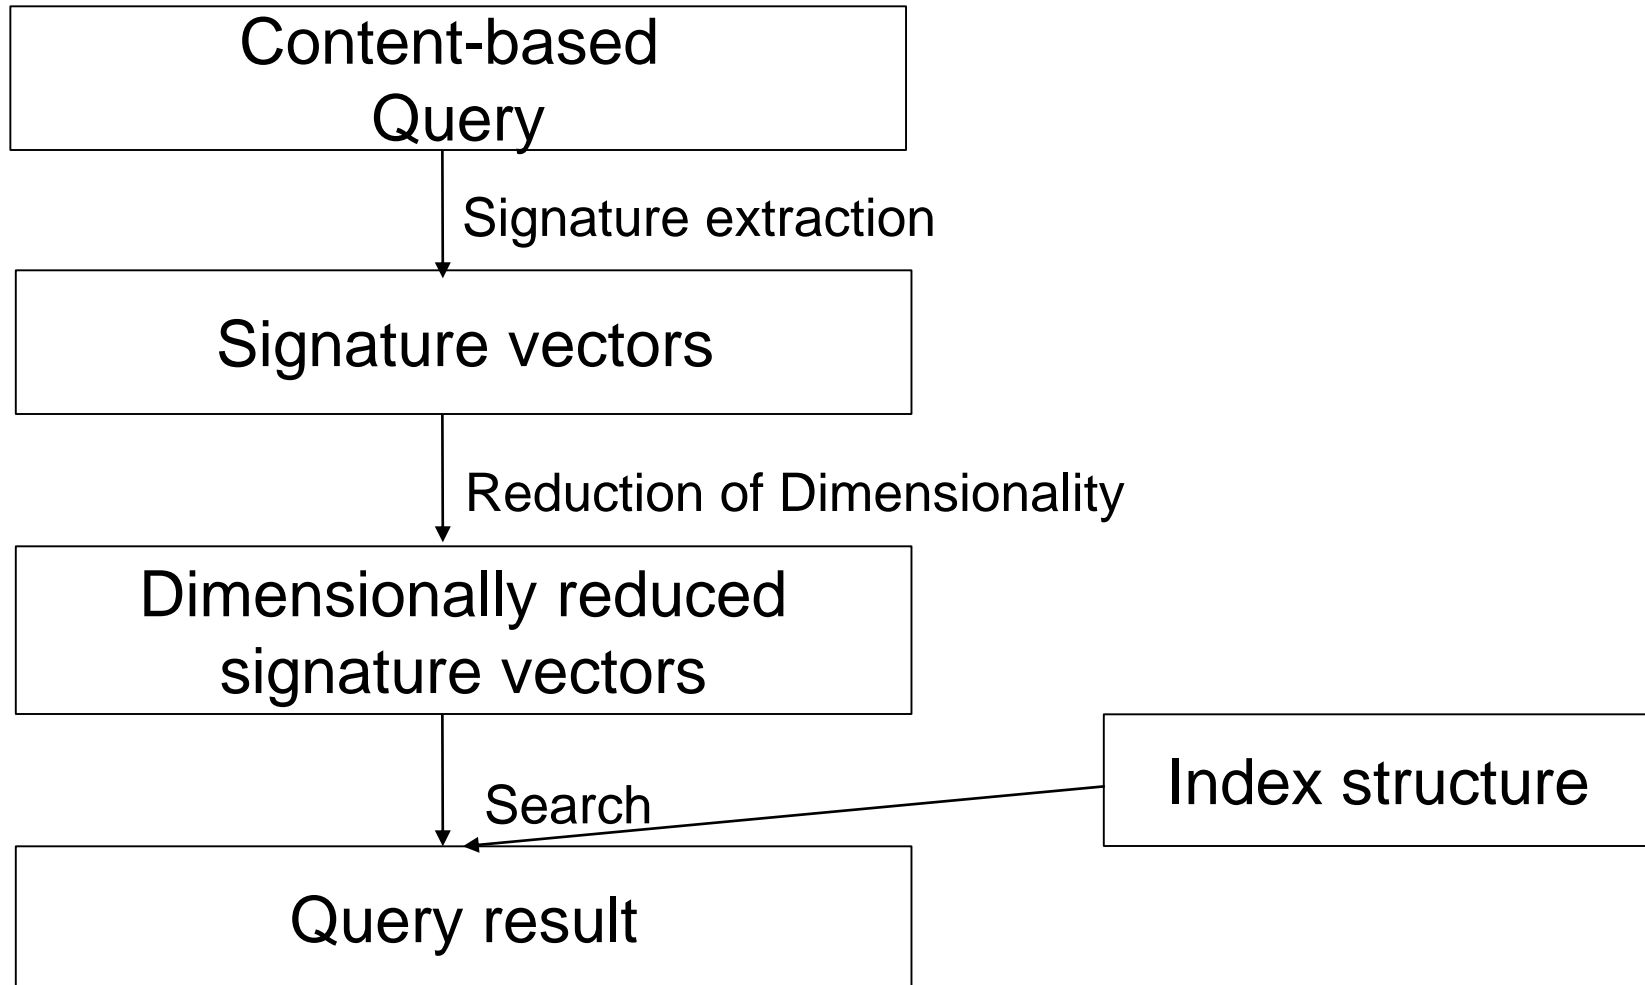 Content-based
Query
Signature extraction
Signature vectors
Reduction of Dimensionality
Dimensionally reduced
signature vectors
Index structure
Search
Query result